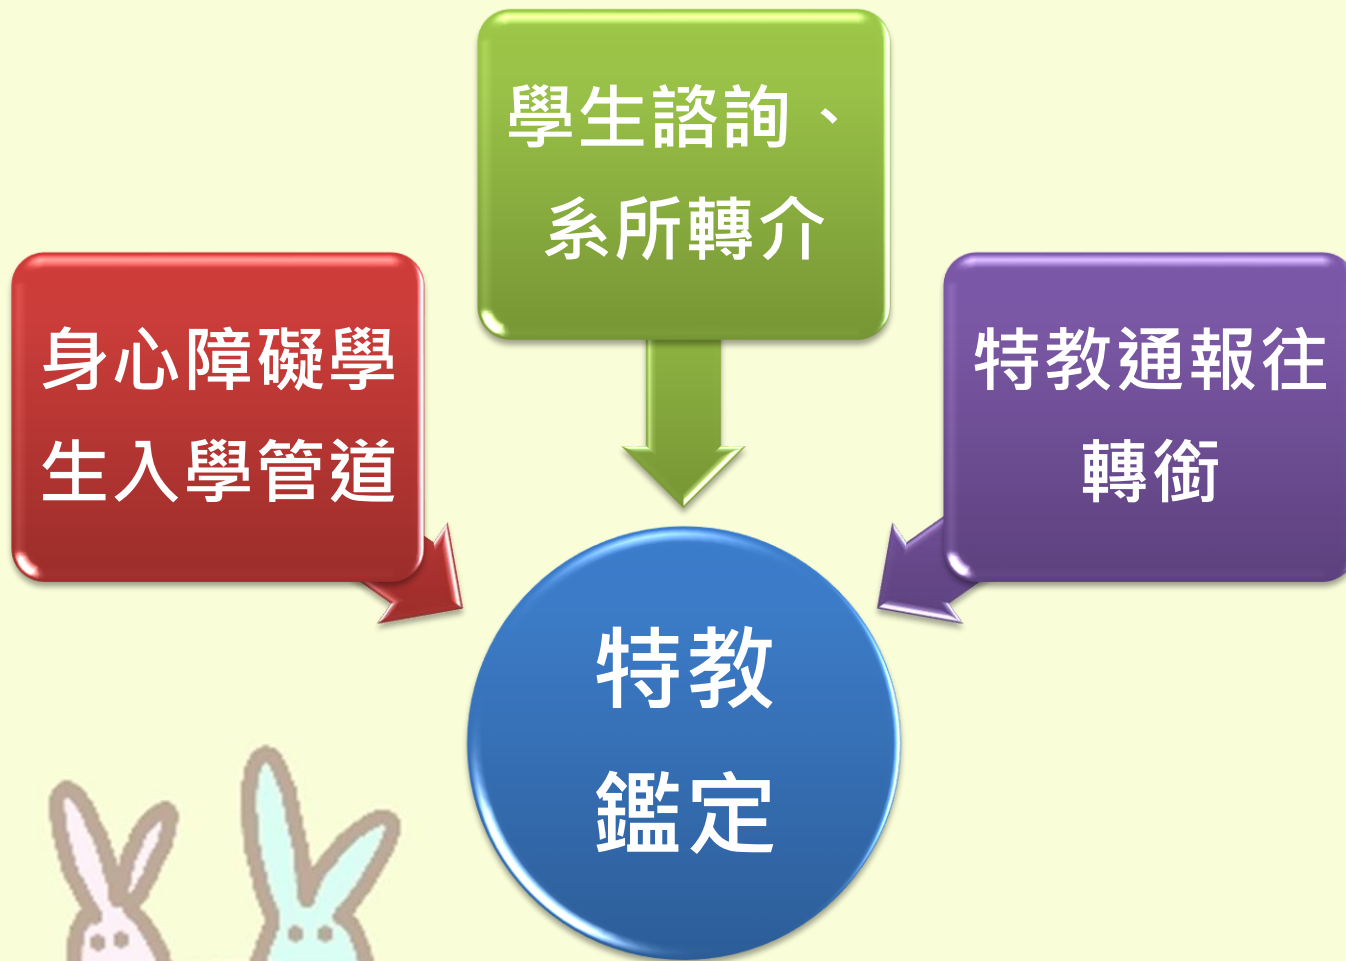 學生諮詢、
系所轉介
身心障礙學
生入學管道
特教通報往
轉銜
特教
鑑定